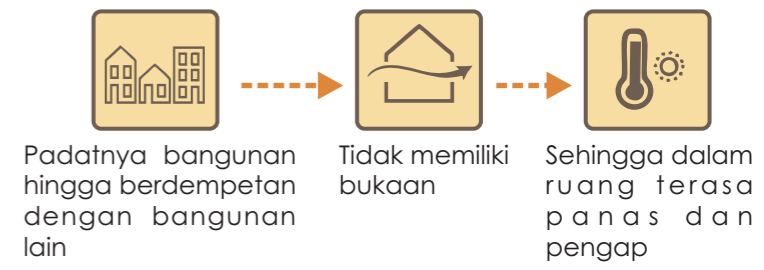 Padatnya bangunan
hingga berdempetan
dengan bangunan
lain
Tidak memiliki
bukaan
Sehingga dalam
ruang terasa
panas dan
pengap